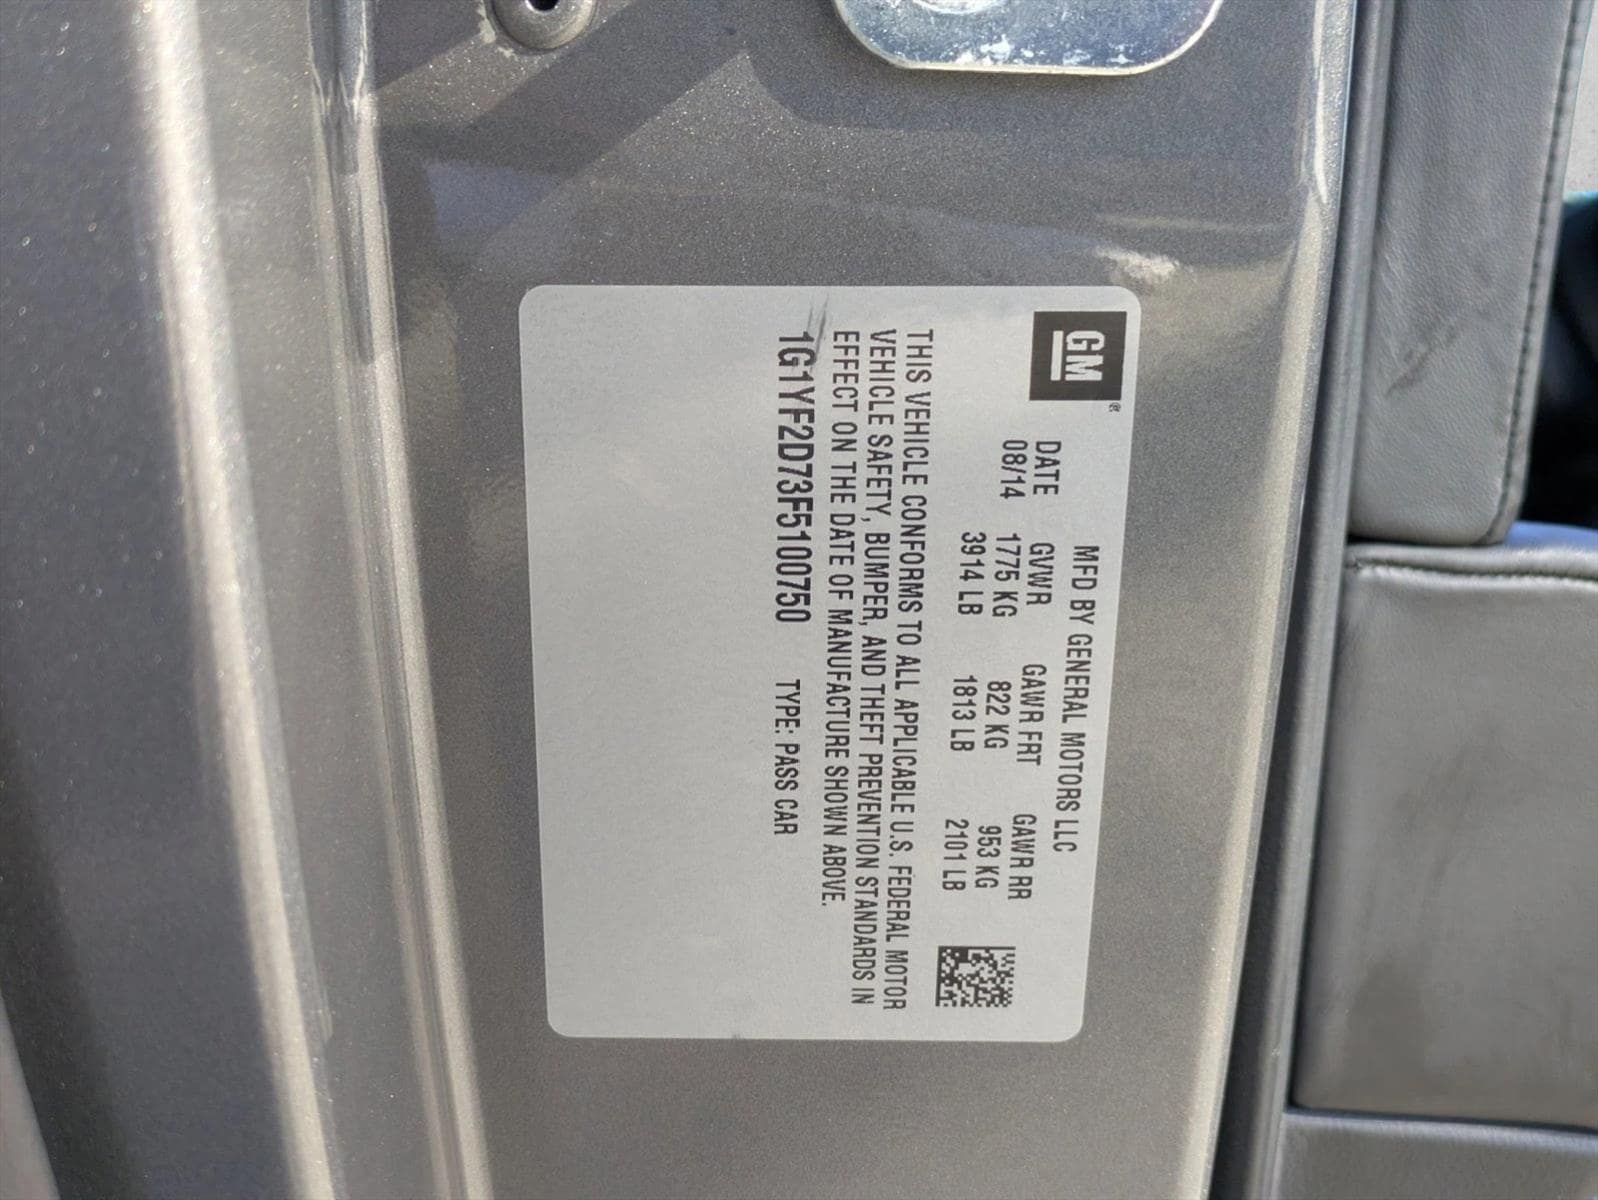 GM ®
MFD BY GENERAL MOTORS LLC
DATE GVWR GAWR FRT GAWR RR
08/14 1775 KG 822 KG 953 KG
3914 LB 1813 LB 2101 LB
THIS VEHICLE CONFORMS TO ALL APPLICABLE U.S. FEDERAL MOTOR
VEHICLE SAFETY, BUMPER, AND THEFT PREVENTION STANDARDS IN
EFFECT ON THE DATE OF MANUFACTURE SHOWN ABOVE.
1G1YF2D73F5100750 TYPE: PASS CAR